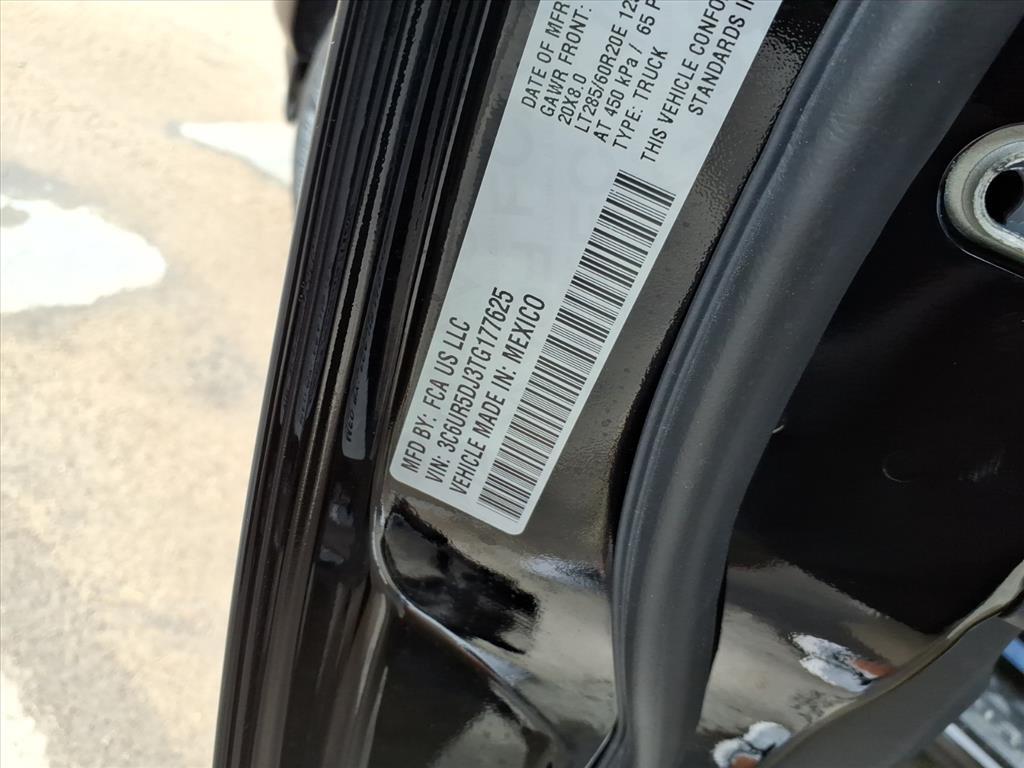 MFD BY: FCA US LLC
VIN: 3C6UR5DJ3TG177625
VEHICLE MADE IN: MEXICO
DATE OF MFR
GAWR FRONT:
20X8.0
LT285/60R20E
AT 450 kPa / 65
TYPE: TRUCK
THIS VEHICLE
STANDARDS